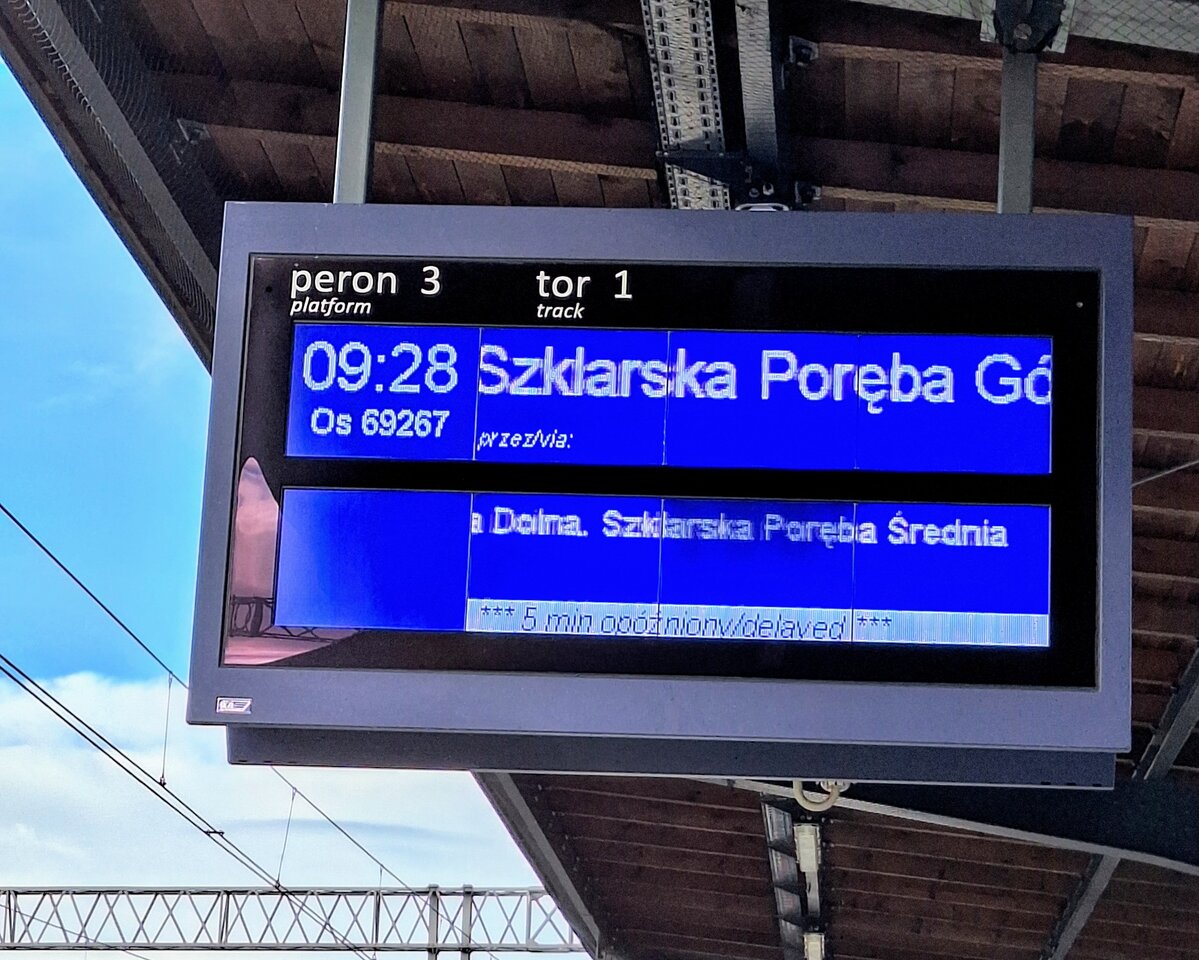 peron 3 tor 1
platform track
09:28 Szklarska Poręba Gó
Os 69267 przez/via:
a Dolna. Szklarska Poręba Średnia
*** 5 min opóźniony/delayed ***